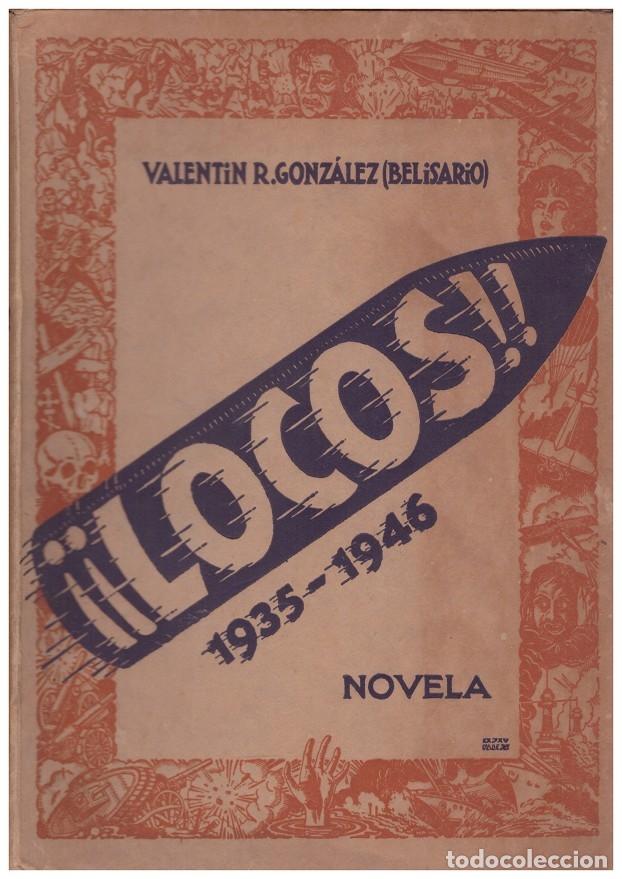 VALENTIN R. GONZÁLEZ (BELISARIO)
¡¡LOCOS!!
1935-1946
NOVELA
todocoleccion